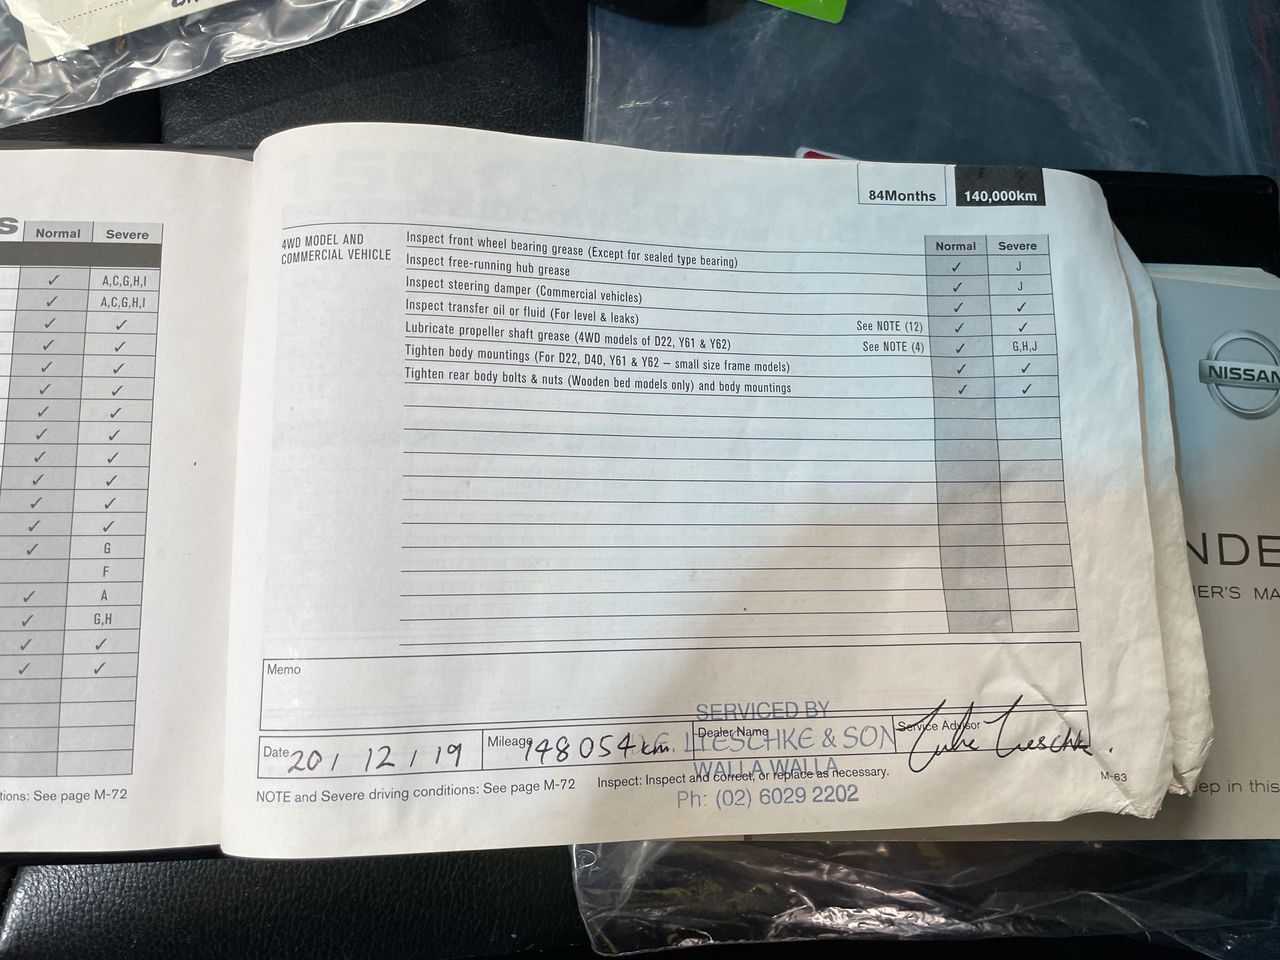 S
Normal Severe
✓ A,C,G,H,I
✓ A,C,G,H,I
✓ ✓
✓ ✓
✓ ✓
✓ ✓
✓ ✓
✓ ✓
✓ ✓
✓ ✓
✓ ✓
✓ G
F
✓ A
✓ G,H
✓ ✓
✓ ✓
tions: See page M-72
84Months 140,000km
Normal Severe
4WD MODEL AND
COMMERCIAL VEHICLE
Inspect front wheel bearing grease (Except for sealed type bearing) ✓ J
Inspect free-running hub grease ✓ J
Inspect steering damper (Commercial vehicles) ✓ ✓
Inspect transfer oil or fluid (For level & leaks) See NOTE (12) ✓ ✓
Lubricate propeller shaft grease (4WD models of D22, Y61 & Y62) See NOTE (4) ✓ G,H,J
Tighten body mountings (For D22, D40, Y61 & Y62 – small size frame models) ✓ ✓
Tighten rear body bolts & nuts (Wooden bed models only) and body mountings ✓ ✓
Memo
Date 20 / 12 / 19 Mileage 148054 km. Dealer Name Service Advisor
SERVICED BY
LIESCHKE & SON
WALLA WALLA
Ph: (02) 6029 2202
NOTE and Severe driving conditions: See page M-72 Inspect: Inspect and correct, or replace as necessary.
M-63
NISSAN
NDE
ER'S MA
ep in this